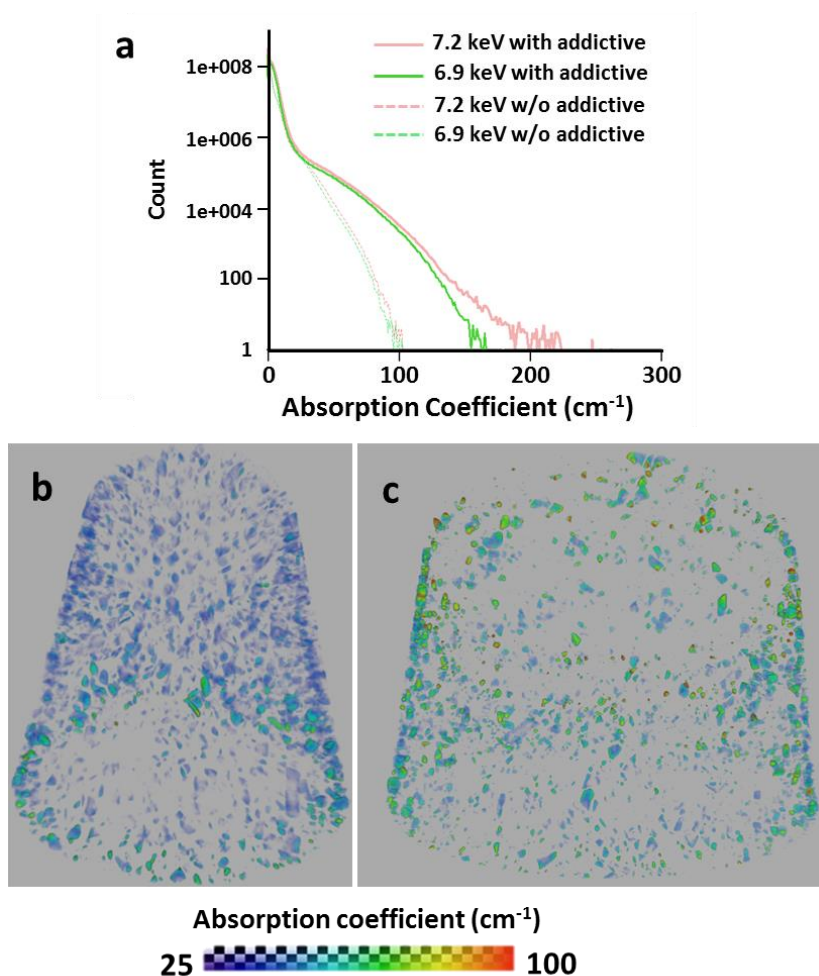 a
7.2 keV with addictive
6.9 keV with addictive
7.2 keV w/o addictive
6.9 keV w/o addictive
1e+008
1e+006
1e+004
100
1
Count
0
100
200
300
Absorption Coefficient (cm⁻¹)
b
c
Absorption coefficient (cm⁻¹)
25
100